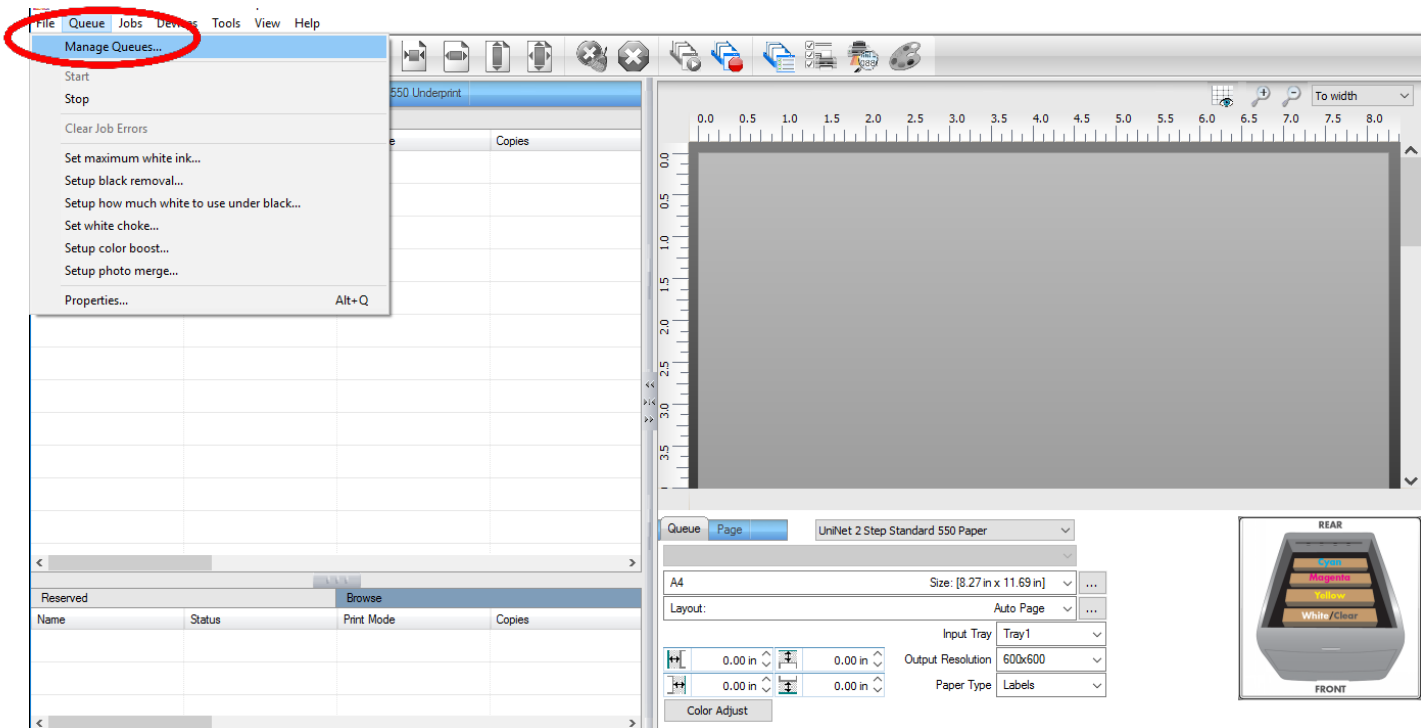 File Queue Jobs Devices Tools View Help
Manage Queues...
Start
Stop
Clear Job Errors
Set maximum white ink...
Setup black removal...
Setup how much white to use under black...
Set white choke...
Setup color boost...
Setup photo merge...
Properties... Alt+Q
550 Underprint
e Copies
To width
0.0 0.5 1.0 1.5 2.0 2.5 3.0 3.5 4.0 4.5 5.0 5.5 6.0 6.5 7.0 7.5 8.0
0.0
0.5
1.0
1.5
2.0
2.5
3.0
3.5
Reserved Browse
Name Status Print Mode Copies
Queue Page UniNet 2 Step Standard 550 Paper
A4 Size: [8.27 in x 11.69 in] ...
Layout: Auto Page ...
Input Tray Tray1
0.00 in 0.00 in Output Resolution 600x600
0.00 in 0.00 in Paper Type Labels
Color Adjust
REAR
Cyan
Magenta
Yellow
White/Clear
FRONT